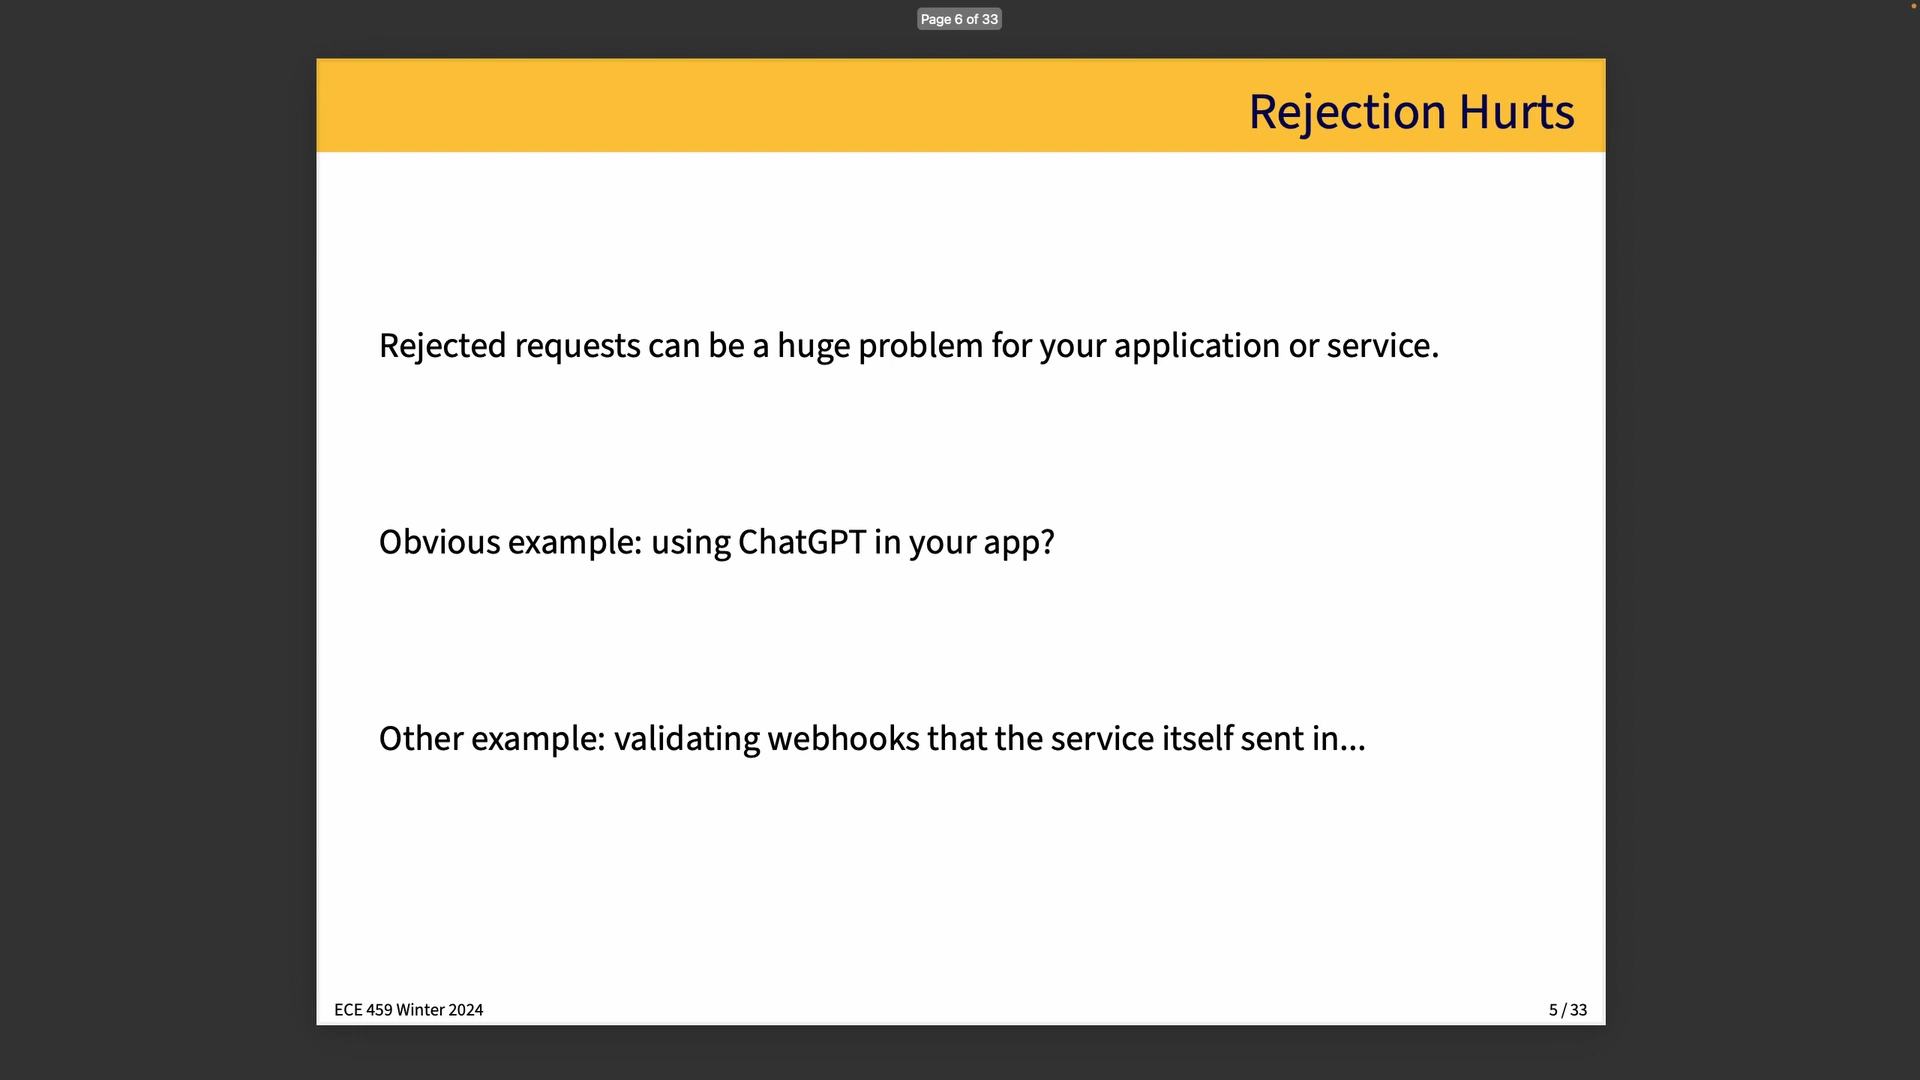 Page 6 of 33
Rejection Hurts
Rejected requests can be a huge problem for your application or service.
Obvious example: using ChatGPT in your app?
Other example: validating webhooks that the service itself sent in...
ECE 459 Winter 2024
5 / 33